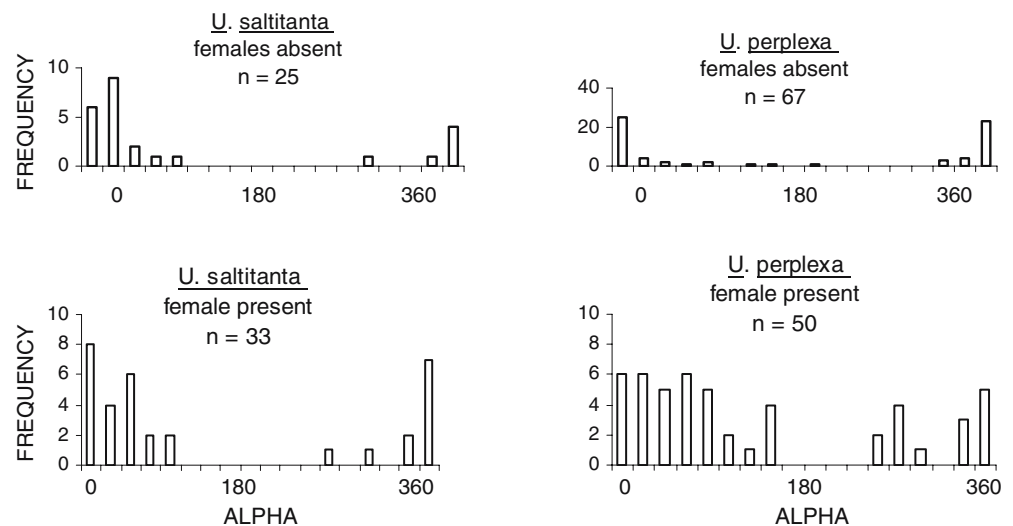 U. saltitanta
females absent
n = 25
FREQUENCY
10
5
0
0 180 360
U. perplexa
females absent
n = 67
40
20
0
0 180 360
U. saltitanta
female present
n = 33
FREQUENCY
10
8
6
4
2
0
0 180 360
ALPHA
U. perplexa
female present
n = 50
10
8
6
4
2
0
0 180 360
ALPHA